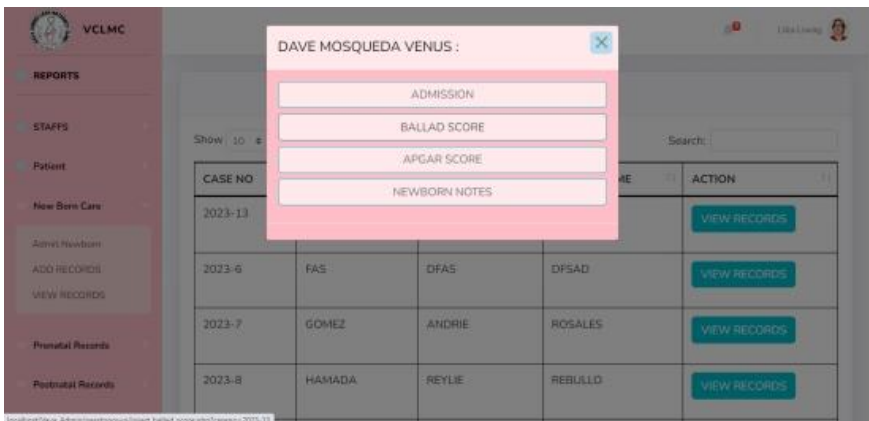 VCLMC
DAVE MOSQUEDA VENUS :
REPORTS
ADMISSION
STAFFS
BALLAD SCORE
Show 10
Search:
Patient
APGAR SCORE
CASE NO
ME
ACTION
NEWBORN NOTES
New Born Care
2023-13
VIEW RECORDS
Admit Newborn
ADD RECORDS
2023-6
FAS
DFAS
DFSAD
VIEW RECORDS
VIEW RECORDS
2023-7
GOMEZ
ANDRIE
ROSALES
VIEW RECORDS
Prenatal Records
2023-8
HAMADA
REYLIE
REBULLO
VIEW RECORDS
Postnatal Records